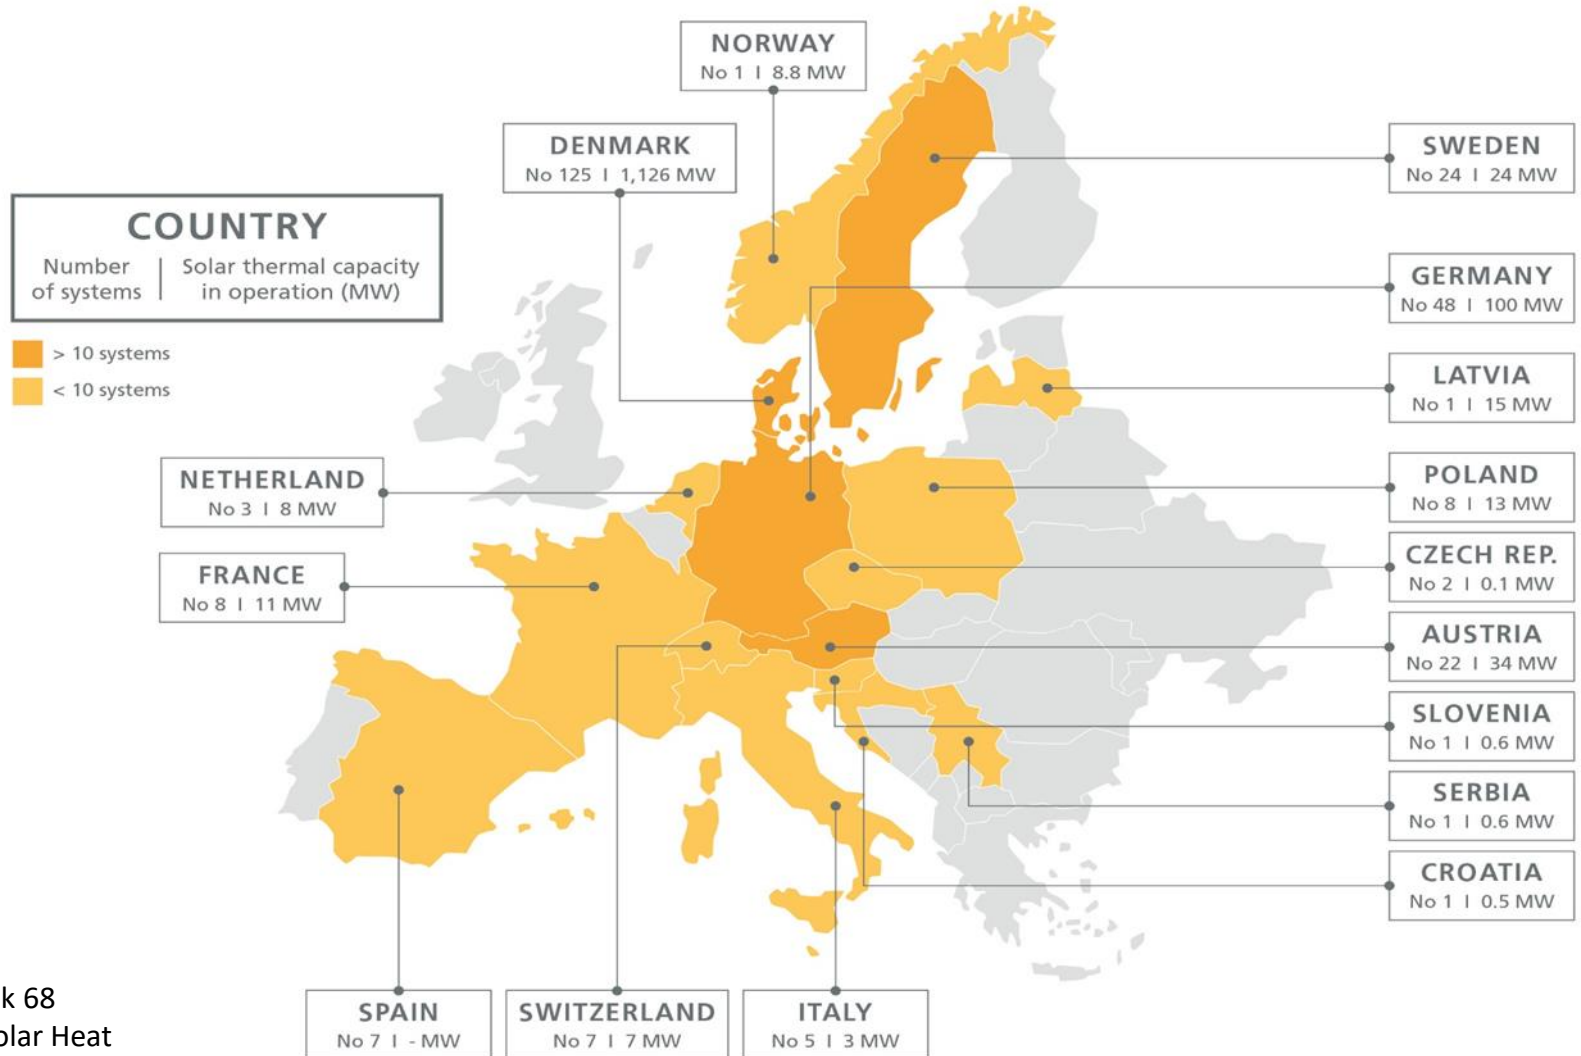 NORWAY
No 1 I 8.8 MW
DENMARK
No 125 I 1,126 MW
SWEDEN
No 24 I 24 MW
COUNTRY
Number of systems | Solar thermal capacity in operation (MW)
> 10 systems
< 10 systems
GERMANY
No 48 I 100 MW
LATVIA
No 1 I 15 MW
NETHERLAND
No 3 I 8 MW
POLAND
No 8 I 13 MW
FRANCE
No 8 I 11 MW
CZECH REP.
No 2 I 0.1 MW
AUSTRIA
No 22 I 34 MW
SLOVENIA
No 1 I 0.6 MW
SERBIA
No 1 I 0.6 MW
CROATIA
No 1 I 0.5 MW
SPAIN
No 7 I - MW
SWITZERLAND
No 7 I 7 MW
ITALY
No 5 I 3 MW
k 68
olar Heat